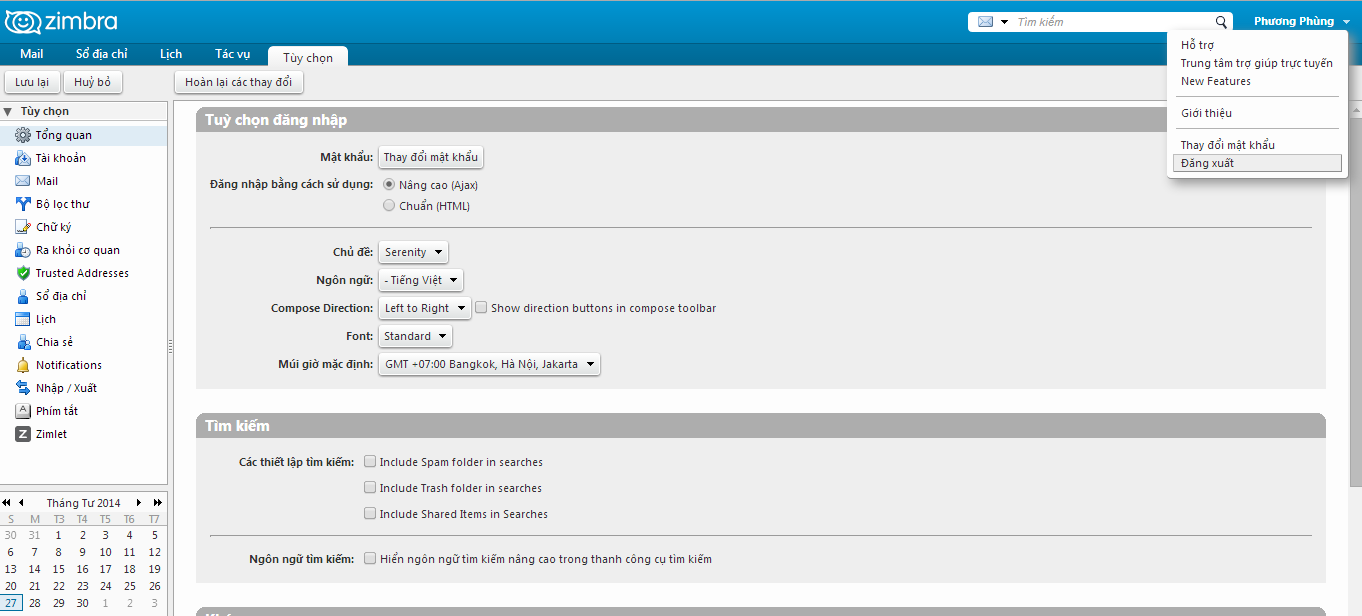 zimbra
Tìm kiếm
Phương Phùng
Mail Sổ địa chỉ Lịch Tác vụ Tùy chọn
Lưu lại Huỷ bỏ Hoàn lại các thay đổi
Hỗ trợ
Trung tâm trợ giúp trực tuyến
New Features
Giới thiệu
Thay đổi mật khẩu
Đăng xuất
Tùy chọn
Tổng quan
Tài khoản
Mail
Bộ lọc thư
Chữ ký
Ra khỏi cơ quan
Trusted Addresses
Sổ địa chỉ
Lịch
Chia sẻ
Notifications
Nhập / Xuất
Phím tắt
Zimlet
Tháng Tư 2014
S M T3 T4 T5 T6 T7
30 31 1 2 3 4 5
6 7 8 9 10 11 12
13 14 15 16 17 18 19
20 21 22 23 24 25 26
27 28 29 30 1 2 3
Tuỳ chọn đăng nhập
Mật khẩu: Thay đổi mật khẩu
Đăng nhập bằng cách sử dụng: Nâng cao (Ajax)
Chuẩn (HTML)
Chủ đề: Serenity
Ngôn ngữ: - Tiếng Việt
Compose Direction: Left to Right Show direction buttons in compose toolbar
Font: Standard
Múi giờ mặc định: GMT +07:00 Bangkok, Hà Nội, Jakarta
Tìm kiếm
Các thiết lập tìm kiếm: Include Spam folder in searches
Include Trash folder in searches
Include Shared Items in Searches
Ngôn ngữ tìm kiếm: Hiển ngôn ngữ tìm kiếm nâng cao trong thanh công cụ tìm kiếm